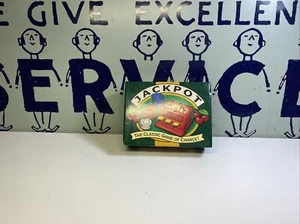 E GIVE EXCELLEN
SERVICE
JACKPOT
THE CLASSIC GAME OF CHANCE!